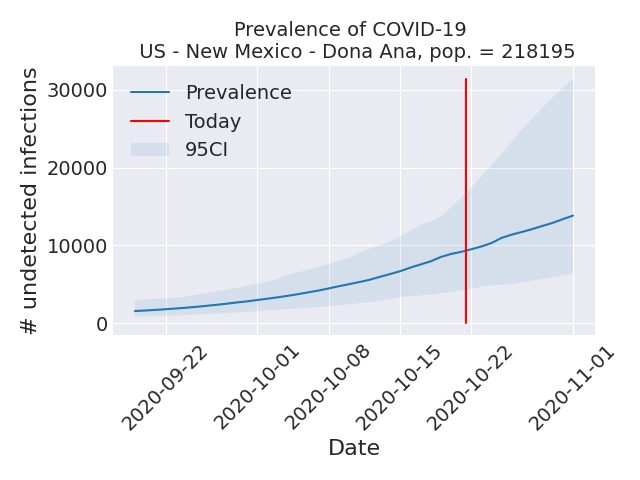 Prevalence of COVID-19
US - New Mexico - Dona Ana, pop. = 218195
# undetected infections
30000
20000
10000
0
Prevalence
Today
95CI
2020-09-22
2020-10-01
2020-10-08
2020-10-15
2020-10-22
2020-11-01
Date